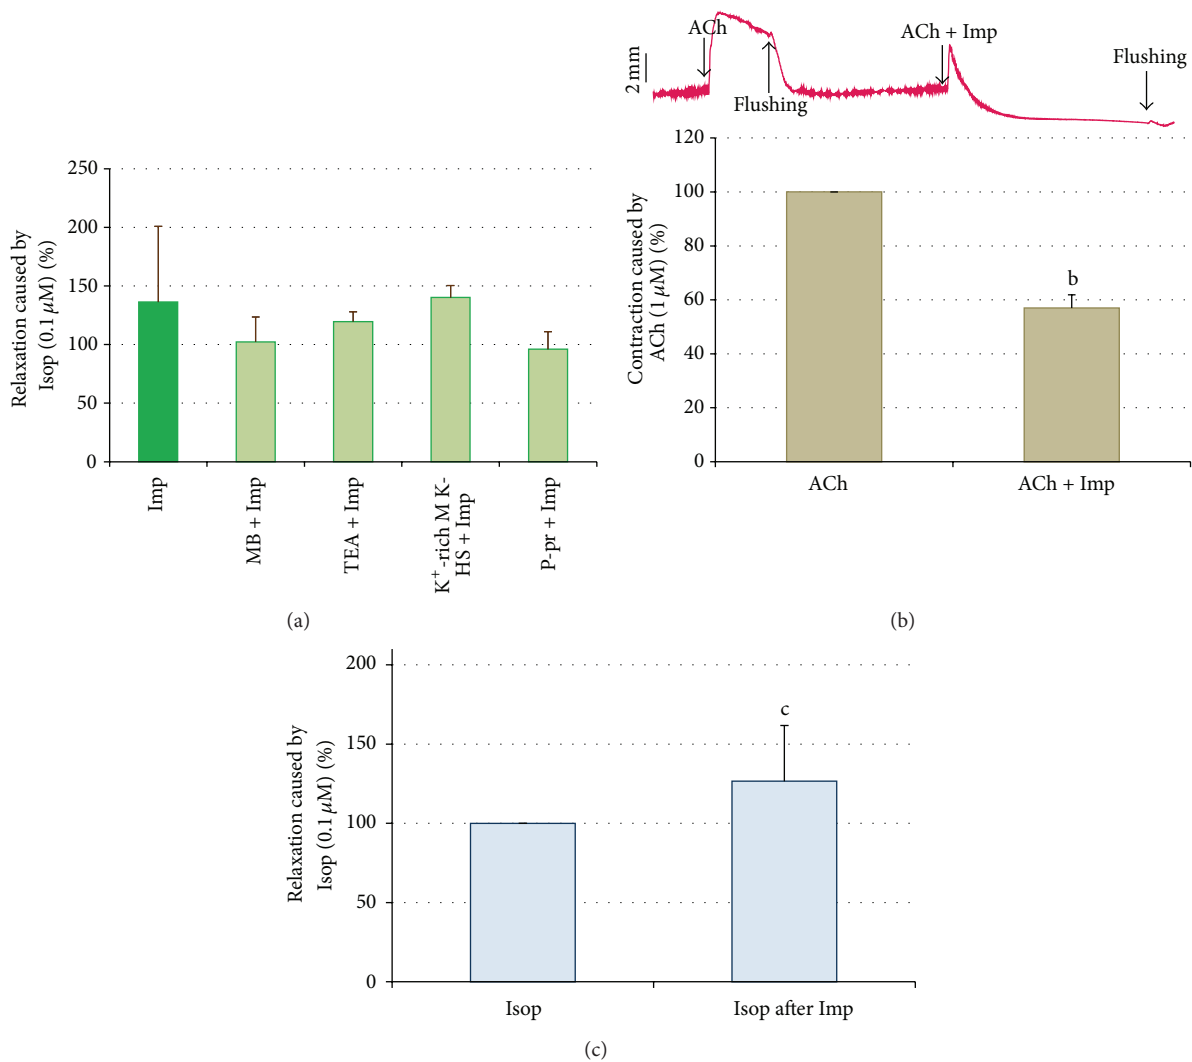 250
200
150
100
50
0
Relaxation caused by
Isop (0.1 μM) (%)
Imp
MB + Imp
TEA + Imp
K+-rich M K-
HS + Imp
P-pr + Imp
(a)
2 mm
ACh
Flushing
ACh + Imp
Flushing
120
100
80
60
40
20
0
Contraction caused by
ACh (1 μM) (%)
b
ACh
ACh + Imp
(b)
200
150
100
50
0
Relaxation caused by
Isop (0.1 μM) (%)
c
Isop
Isop after Imp
(c)